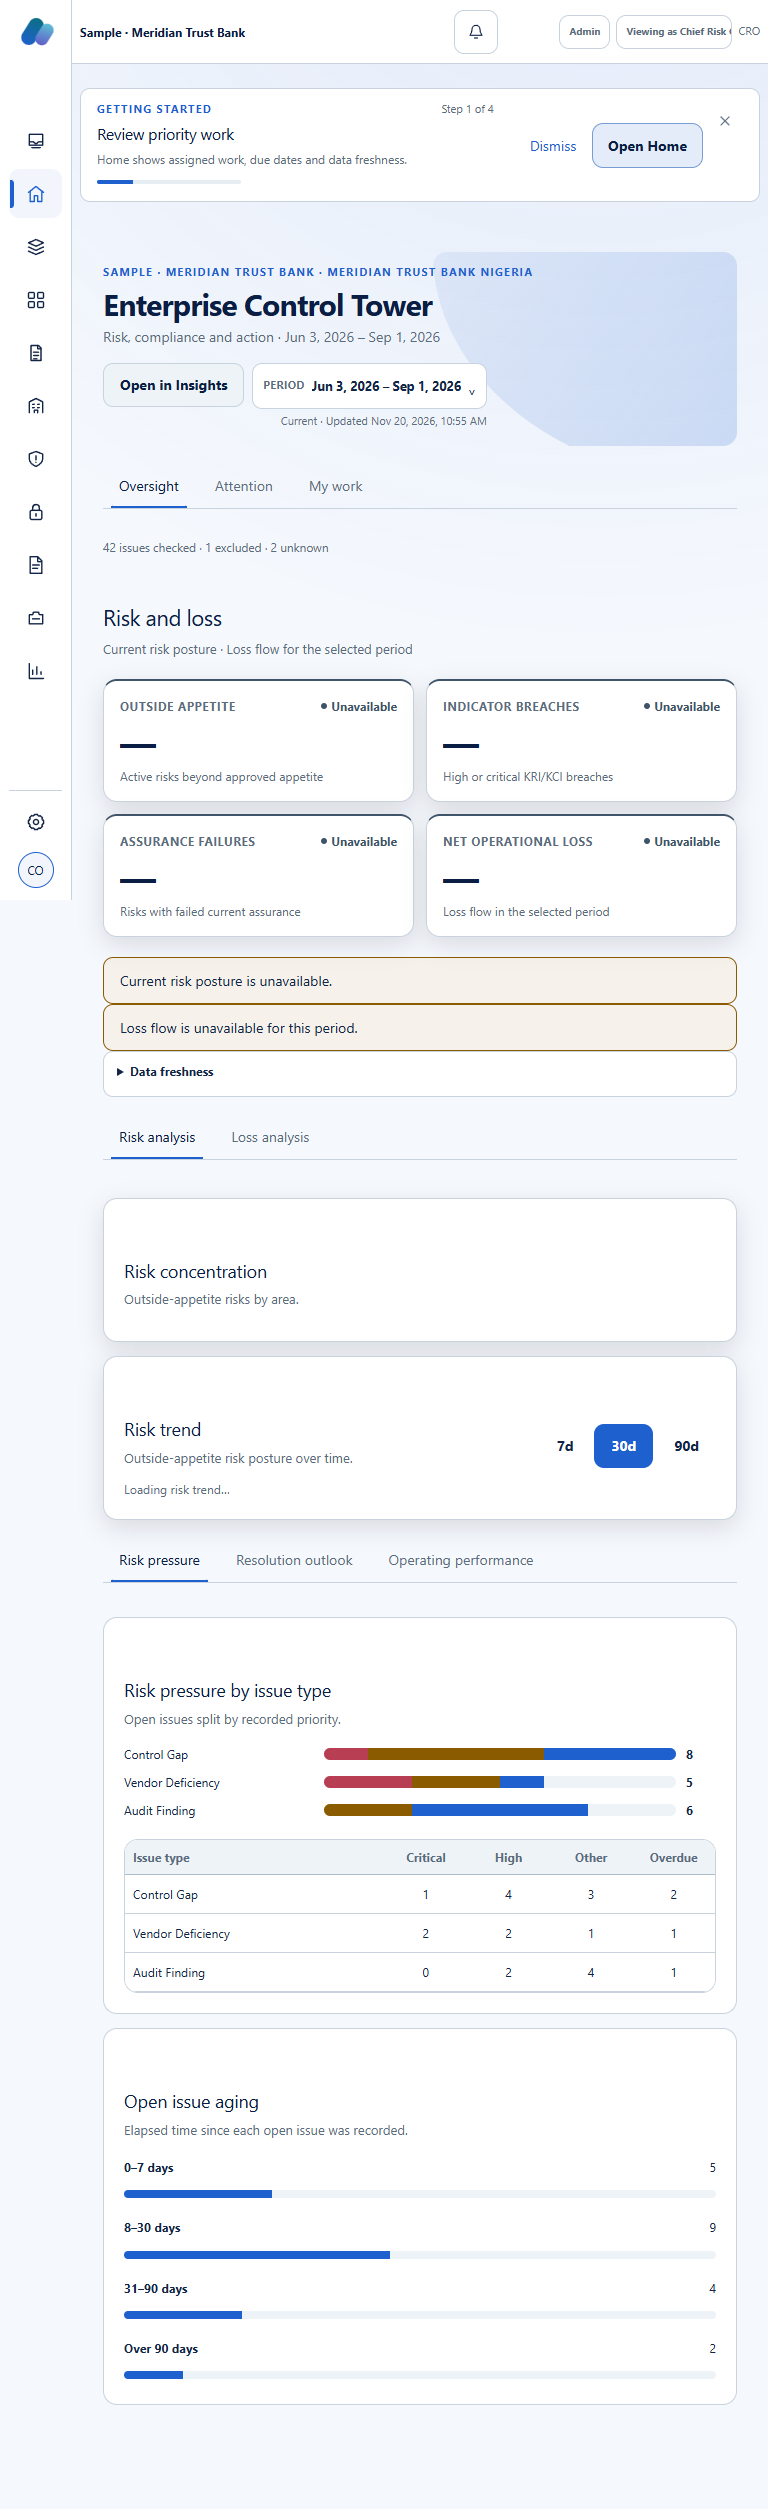 Sample · Meridian Trust Bank
Admin
Viewing as Chief Risk
CRO
GETTING STARTED
Step 1 of 4
Review priority work
Home shows assigned work, due dates and data freshness.
Dismiss
Open Home
SAMPLE · MERIDIAN TRUST BANK · MERIDIAN TRUST BANK NIGERIA
Enterprise Control Tower
Risk, compliance and action · Jun 3, 2026 – Sep 1, 2026
Open in Insights
PERIOD Jun 3, 2026 – Sep 1, 2026
Current · Updated Nov 20, 2026, 10:55 AM
Oversight
Attention
My work
42 issues checked · 1 excluded · 2 unknown
Risk and loss
Current risk posture · Loss flow for the selected period
OUTSIDE APPETITE
• Unavailable
—
Active risks beyond approved appetite
INDICATOR BREACHES
• Unavailable
—
High or critical KRI/KCI breaches
ASSURANCE FAILURES
• Unavailable
—
Risks with failed current assurance
NET OPERATIONAL LOSS
• Unavailable
—
Loss flow in the selected period
Current risk posture is unavailable.
Loss flow is unavailable for this period.
Data freshness
Risk analysis
Loss analysis
Risk concentration
Outside-appetite risks by area.
Risk trend
Outside-appetite risk posture over time.
7d
30d
90d
Loading risk trend...
Risk pressure
Resolution outlook
Operating performance
Risk pressure by issue type
Open issues split by recorded priority.
Control Gap 8
Vendor Deficiency 5
Audit Finding 6
Issue type Critical High Other Overdue
Control Gap 1 4 3 2
Vendor Deficiency 2 2 1 1
Audit Finding 0 2 4 1
Open issue aging
Elapsed time since each open issue was recorded.
0–7 days 5
8–30 days 9
31–90 days 4
Over 90 days 2
CO